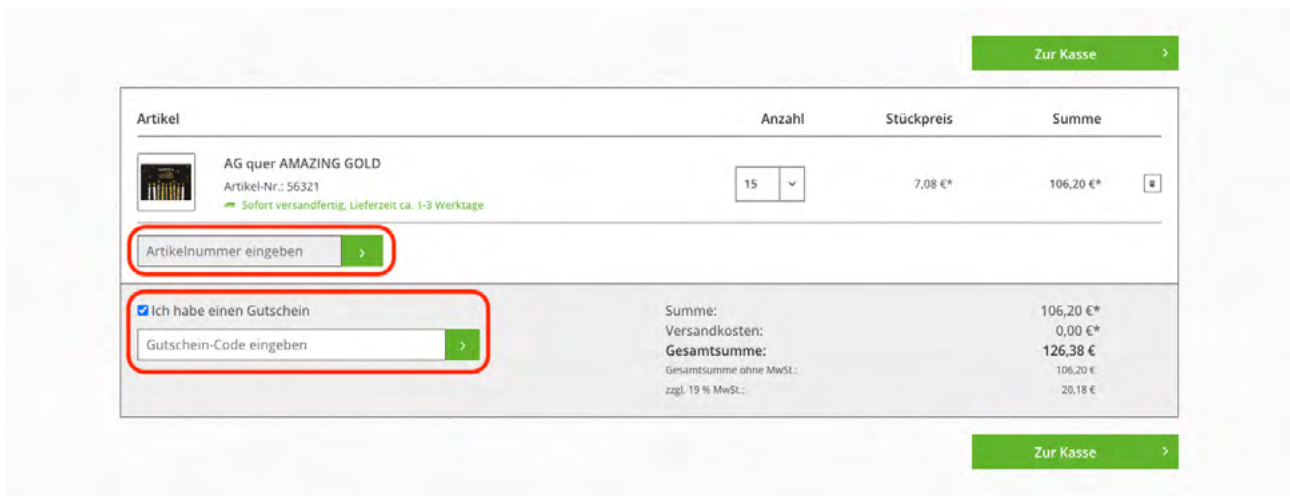 Zur Kasse
Artikel Anzahl Stückpreis Summe
AG quer AMAZING GOLD
Artikel-Nr.: 56321
Sofort versandfertig, Lieferzeit ca. 1-3 Werktage
15 7,08 €* 106,20 €*
Artikelnummer eingeben
Ich habe einen Gutschein
Gutschein-Code eingeben
Summe: 106,20 €*
Versandkosten: 0,00 €*
Gesamtsumme: 126,38 €
Gesamtsumme ohne MwSt.: 106,20 €
zzgl. 19 % MwSt.: 20,18 €
Zur Kasse